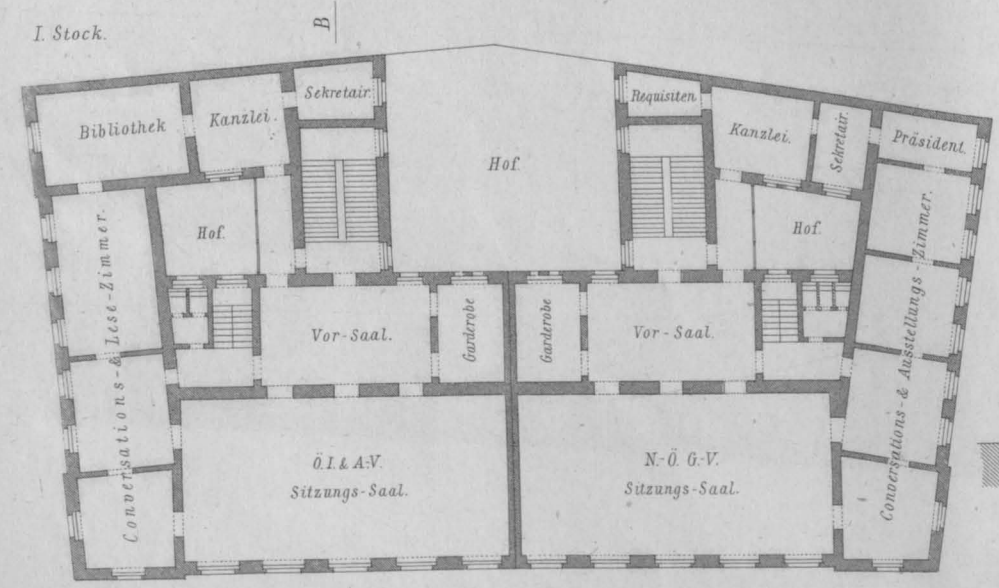 I. Stock.
B
Bibliothek
Kanzlei.
Sekretair.
Hof.
Requisiten
Kanzlei.
Sekretair.
Präsident.
Hof.
Hof.
Conversations-& Lese-Zimmer.
Vor-Saal.
Garderobe
Garderobe
Vor-Saal.
Conversations-& Ausstellungs-Zimmer.
Ö.I.& A.-V.
Sitzungs-Saal.
N.-Ö. G.-V.
Sitzungs-Saal.